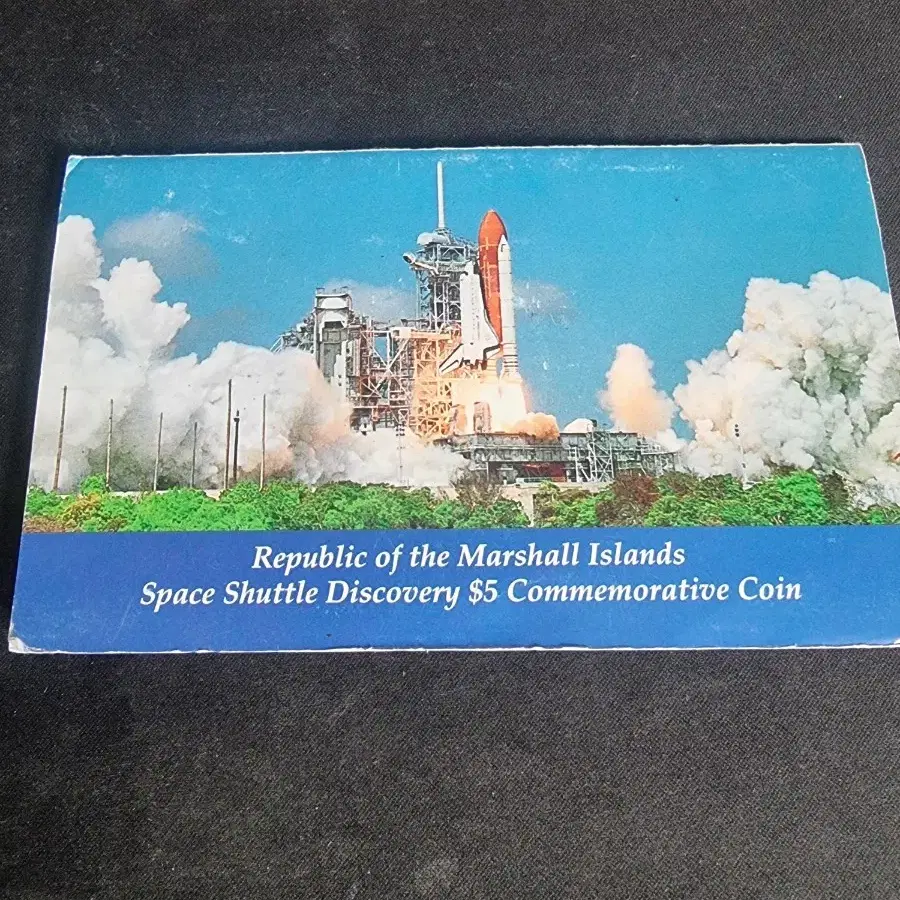 Republic of the Marshall Islands
Space Shuttle Discovery $5 Commemorative Coin